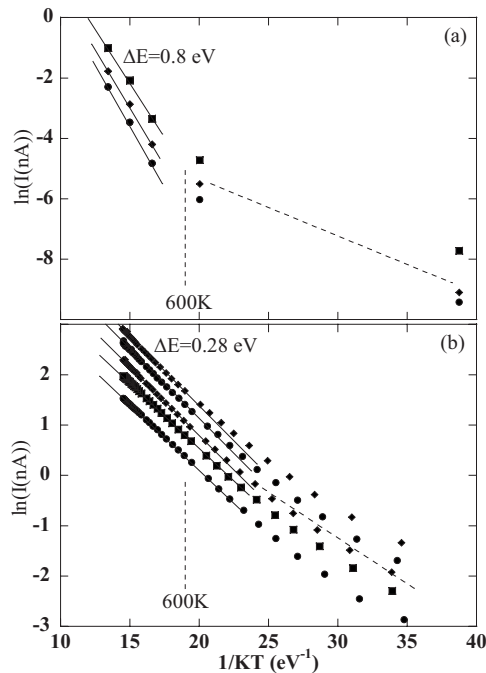 0
(a)
ΔE=0.8 eV
-2
-4
ln(I(nA))
-6
600K
-8
(b)
ΔE=0.28 eV
2
1
ln(I(nA))
0
-1
600K
-2
-3
10 15 20 25 30 35 40
1/KT (eV⁻¹)